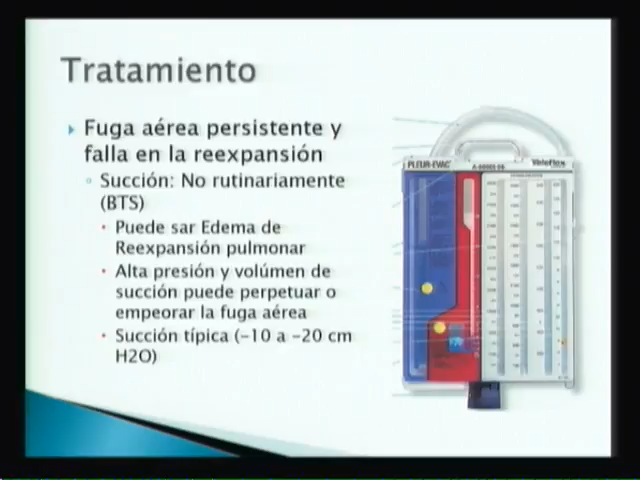 Tratamiento
Fuga aérea persistente y
falla en la reexpansión
Succión: No rutinariamente
(BTS)
Puede sar Edema de
Reexpansión pulmonar
Alta presión y volúmen de
succión puede perpetuar o
empeorar la fuga aérea
Succión típica (-10 a -20 cm
H2O)
PLEUR-EVAC
Teleflex